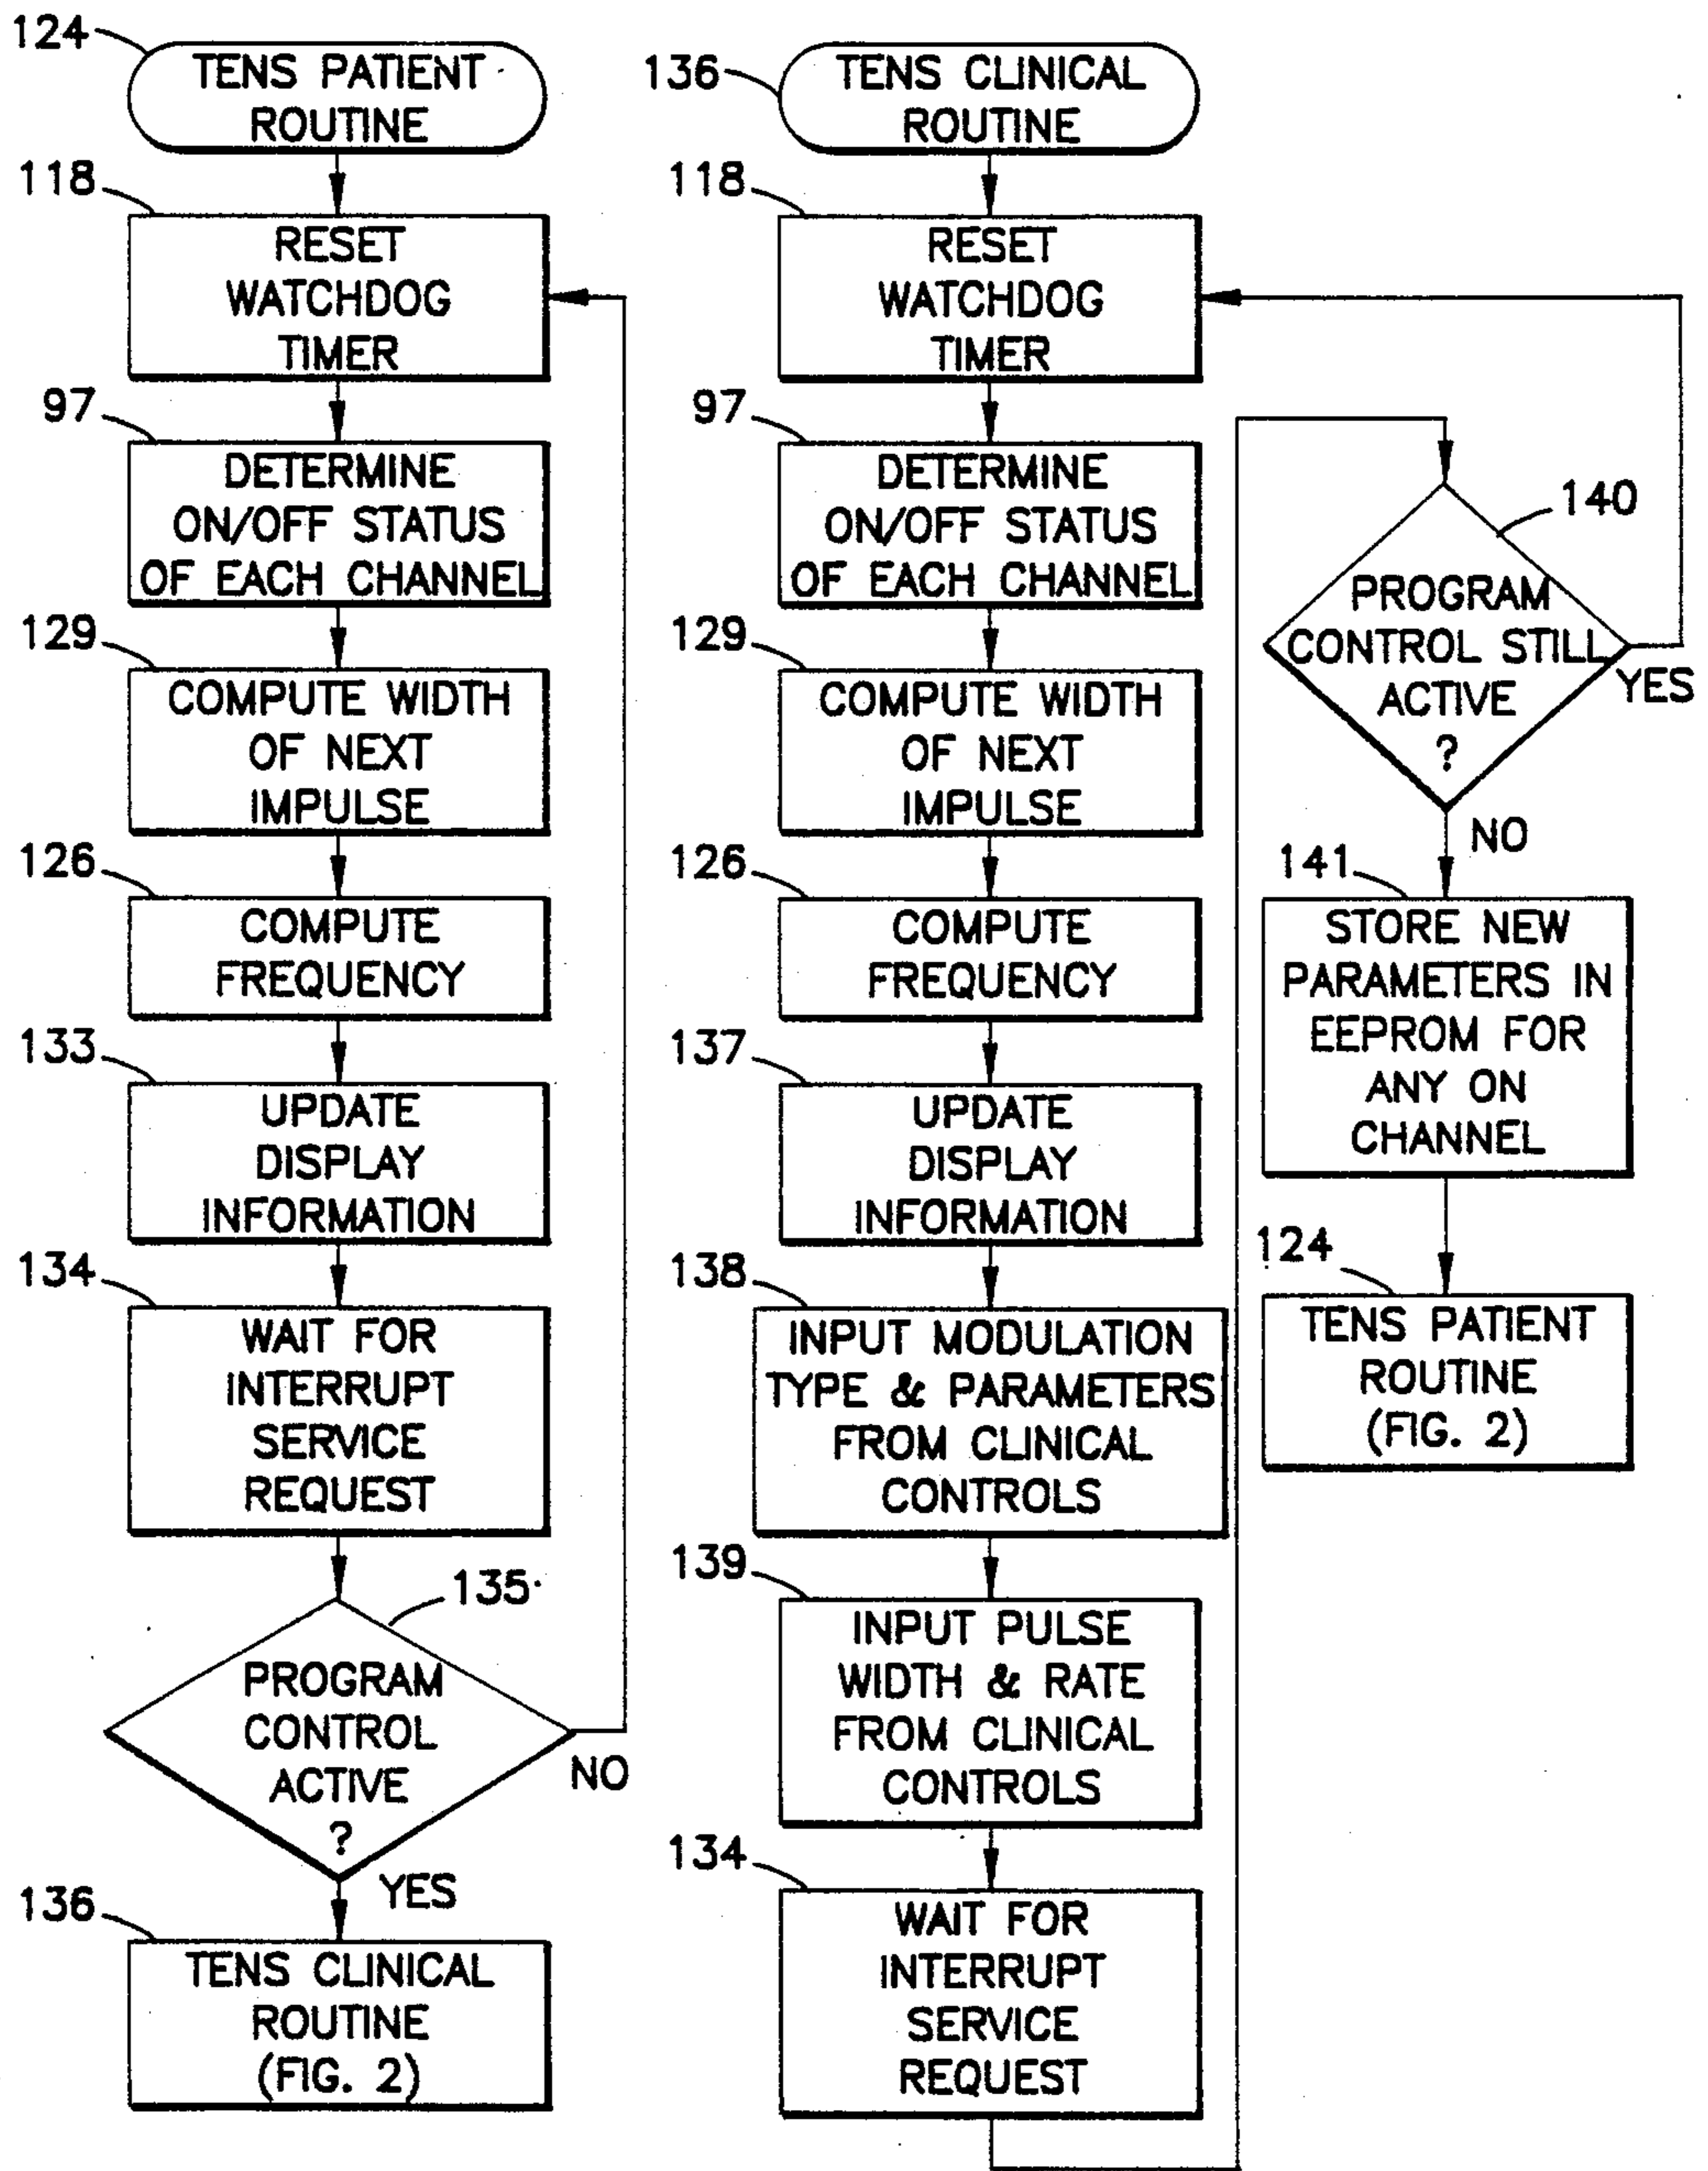 124
TENS PATIENT
ROUTINE
118
RESET
WATCHDOG
TIMER
97
DETERMINE
ON/OFF STATUS
OF EACH CHANNEL
129
COMPUTE WIDTH
OF NEXT
IMPULSE
126
COMPUTE
FREQUENCY
133
UPDATE
DISPLAY
INFORMATION
134
WAIT FOR
INTERRUPT
SERVICE
REQUEST
135
PROGRAM
CONTROL
ACTIVE
?
NO
YES
136
TENS CLINICAL
ROUTINE
(FIG. 2)
136
TENS CLINICAL
ROUTINE
118
RESET
WATCHDOG
TIMER
97
DETERMINE
ON/OFF STATUS
OF EACH CHANNEL
129
COMPUTE WIDTH
OF NEXT
IMPULSE
126
COMPUTE
FREQUENCY
137
UPDATE
DISPLAY
INFORMATION
138
INPUT MODULATION
TYPE & PARAMETERS
FROM CLINICAL
CONTROLS
139
INPUT PULSE
WIDTH & RATE
FROM CLINICAL
CONTROLS
134
WAIT FOR
INTERRUPT
SERVICE
REQUEST
140
PROGRAM
CONTROL STILL
ACTIVE
?
YES
NO
141
STORE NEW
PARAMETERS IN
EEPROM FOR
ANY ON
CHANNEL
124
TENS PATIENT
ROUTINE
(FIG. 2)